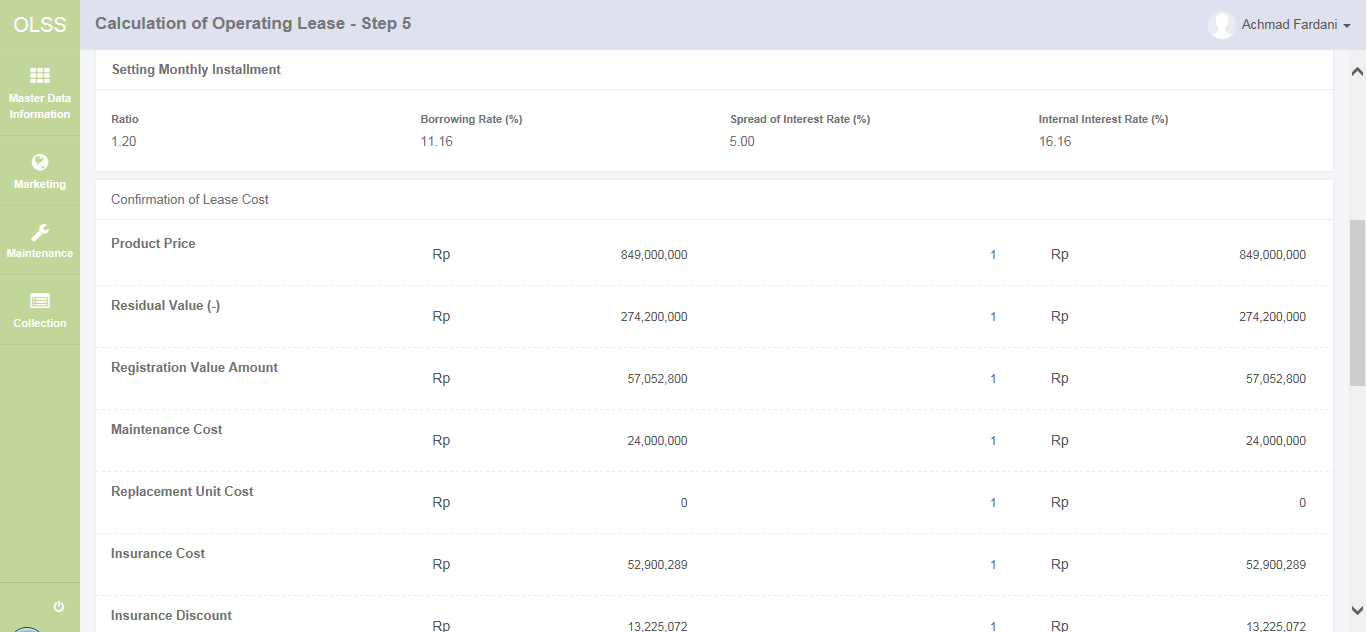 OLSS
Calculation of Operating Lease - Step 5
Achmad Fardani
Master Data
Information
Marketing
Maintenance
Collection
Setting Monthly Installment
Ratio Borrowing Rate (%) Spread of Interest Rate (%) Internal Interest Rate (%)
1.20 11.16 5.00 16.16
Confirmation of Lease Cost
Product Price Rp 849,000,000 1 Rp 849,000,000
Residual Value (-) Rp 274,200,000 1 Rp 274,200,000
Registration Value Amount Rp 57,052,800 1 Rp 57,052,800
Maintenance Cost Rp 24,000,000 1 Rp 24,000,000
Replacement Unit Cost Rp 0 1 Rp 0
Insurance Cost Rp 52,900,289 1 Rp 52,900,289
Insurance Discount Rp 13,225,072 1 Rp 13,225,072